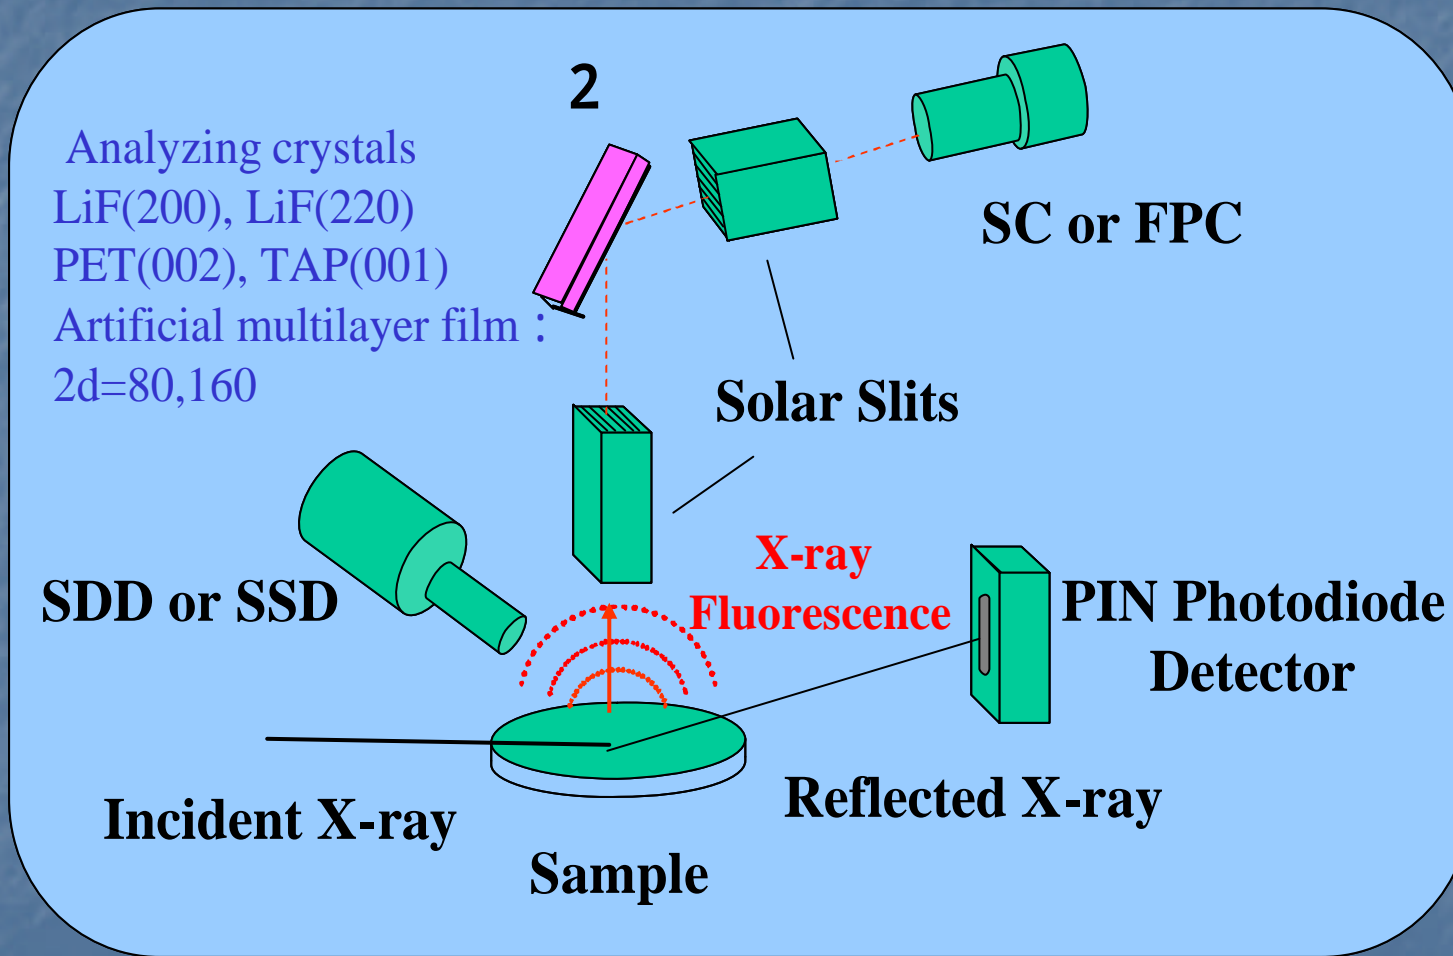 2
Analyzing crystals
LiF(200), LiF(220)
PET(002), TAP(001)
Artificial multilayer film :
2d=80,160
SC or FPC
Solar Slits
X-ray
Fluorescence
SDD or SSD
PIN Photodiode
Detector
Incident X-ray
Reflected X-ray
Sample